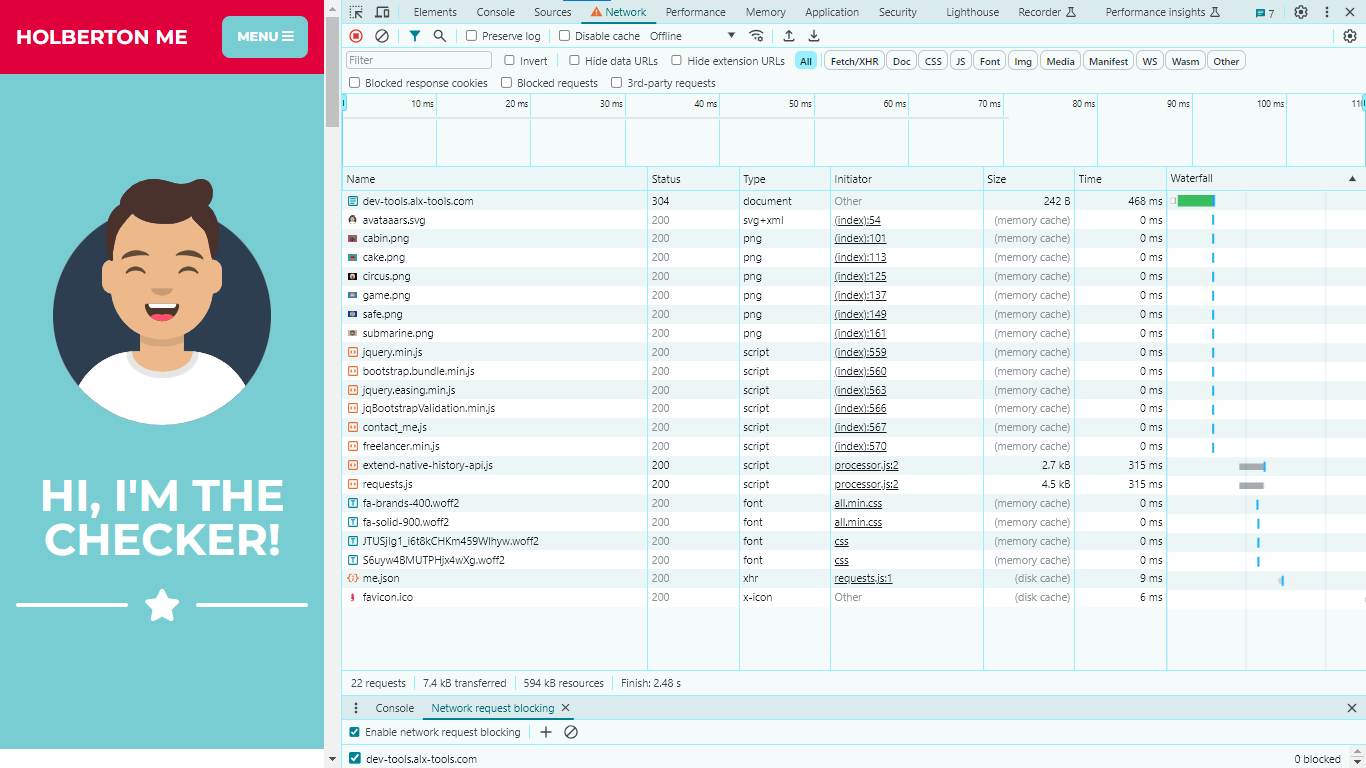 HOLBERTON ME MENU
HI, I'M THE
CHECKER!
Elements Console Sources Network Performance Memory Application Security Lighthouse Recorder Performance insights 7
Preserve log Disable cache Offline
Filter Invert Hide data URLs Hide extension URLs All Fetch/XHR Doc CSS JS Font Img Media Manifest WS Wasm Other
Blocked response cookies Blocked requests 3rd-party requests
10 ms 20 ms 30 ms 40 ms 50 ms 60 ms 70 ms 80 ms 90 ms 100 ms
Name Status Type Initiator Size Time Waterfall
dev-tools.alx-tools.com 304 document Other 242 B 468 ms
avataaars.svg 200 svg+xml (index):54 (memory cache) 0 ms
cabin.png 200 png (index):101 (memory cache) 0 ms
cake.png 200 png (index):113 (memory cache) 0 ms
circus.png 200 png (index):125 (memory cache) 0 ms
game.png 200 png (index):137 (memory cache) 0 ms
safe.png 200 png (index):149 (memory cache) 0 ms
submarine.png 200 png (index):161 (memory cache) 0 ms
jquery.min.js 200 script (index):559 (memory cache) 0 ms
bootstrap.bundle.min.js 200 script (index):560 (memory cache) 0 ms
jquery.easing.min.js 200 script (index):563 (memory cache) 0 ms
jqBootstrapValidation.min.js 200 script (index):566 (memory cache) 0 ms
contact_me.js 200 script (index):567 (memory cache) 0 ms
freelancer.min.js 200 script (index):570 (memory cache) 0 ms
extend-native-history-api.js 200 script processor.js:2 2.7 kB 315 ms
requests.js 200 script processor.js:2 4.5 kB 315 ms
fa-brands-400.woff2 200 font all.min.css (memory cache) 0 ms
fa-solid-900.woff2 200 font all.min.css (memory cache) 0 ms
JTUSjIg1_i6t8kCHKm459Wlhyw.woff2 200 font css (memory cache) 0 ms
S6uyw4BMUTPHjx4wXg.woff2 200 font css (memory cache) 0 ms
me.json 200 xhr requests.js:1 (disk cache) 9 ms
favicon.ico 200 x-icon Other (disk cache) 6 ms
22 requests 7.4 kB transferred 594 kB resources Finish: 2.48 s
Console Network request blocking
Enable network request blocking
dev-tools.alx-tools.com 0 blocked